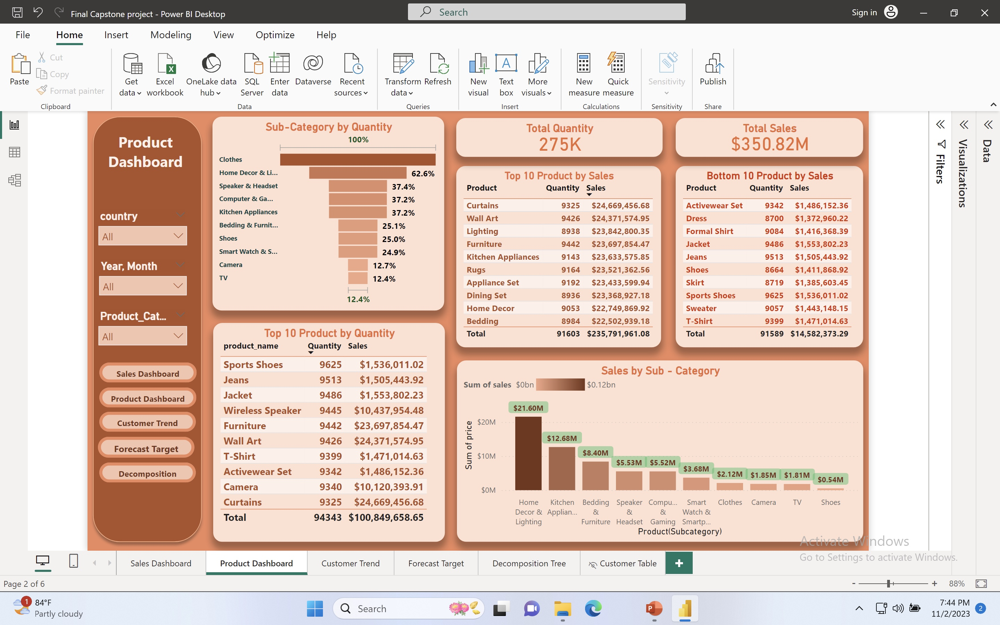 Final Capstone project - Power BI Desktop
Search
Sign in
File Home Insert Modeling View Optimize Help
Paste
Cut
Copy
Format painter
Clipboard
Get data
Excel workbook
OneLake data hub
SQL Server
Enter data
Dataverse
Recent sources
Data
Transform data
Refresh
Queries
New visual
Text box
More visuals
Insert
New measure
Quick measure
Calculations
Sensitivity
Sensitivity
Publish
Share
Product
Dashboard
country
All
Year, Month
All
Product_Cat...
All
Sales Dashboard
Product Dashboard
Customer Trend
Forecast Target
Decomposition
Sub-Category by Quantity
100%
Clothes
Home Decor & Li... 62.6%
Speaker & Headset 37.4%
Computer & Ga... 37.2%
Kitchen Appliances 37.2%
Bedding & Furnit... 25.1%
Shoes 25.0%
Smart Watch & S... 24.9%
Camera 12.7%
TV 12.4%
12.4%
Top 10 Product by Quantity
product_name Quantity Sales
Sports Shoes 9625 $1,536,011.02
Jeans 9513 $1,505,443.92
Jacket 9486 $1,553,802.23
Wireless Speaker 9445 $10,437,954.48
Furniture 9442 $23,697,854.47
Wall Art 9426 $24,371,574.95
T-Shirt 9399 $1,471,014.63
Activewear Set 9342 $1,486,152.36
Camera 9340 $10,120,393.91
Curtains 9325 $24,669,456.68
Total 94343 $100,849,658.65
Total Quantity
275K
Total Sales
$350.82M
Top 10 Product by Sales
Product Quantity Sales
Curtains 9325 $24,669,456.68
Wall Art 9426 $24,371,574.95
Lighting 8938 $23,842,800.35
Furniture 9442 $23,697,854.47
Kitchen Appliances 9143 $23,633,575.85
Rugs 9164 $23,521,362.56
Appliance Set 9192 $23,433,599.94
Dining Set 8936 $23,368,927.18
Home Decor 9053 $22,749,869.92
Bedding 8984 $22,502,939.18
Total 91603 $235,791,961.08
Bottom 10 Product by Sales
Product Quantity Sales
Activewear Set 9342 $1,486,152.36
Dress 8700 $1,372,960.22
Formal Shirt 9084 $1,416,368.39
Jacket 9486 $1,553,802.23
Jeans 9513 $1,505,443.92
Shoes 8664 $1,411,868.92
Skirt 8719 $1,385,603.45
Sports Shoes 9625 $1,536,011.02
Sweater 9057 $1,443,148.15
T-Shirt 9399 $1,471,014.63
Total 91589 $14,582,373.29
Sales by Sub - Category
Sum of sales $0bn $0.12bn
Sum of price
$20M
$10M
$0M
$21.60M
$12.68M
$8.40M
$5.53M
$5.52M
$3.68M
$2.12M
$1.85M
$1.81M
$0.54M
Home Decor & Lighting
Kitchen Applian...
Bedding & Furniture
Speaker & Headset
Compu... & Gaming
Smart Watch & Smartp...
Clothes
Camera
TV
Shoes
Product(Subcategory)
Filters
Visualizations
Data
Activate Windows
Go to Settings to activate Windows.
Sales Dashboard Product Dashboard Customer Trend Forecast Target Decomposition Tree Customer Table
Page 2 of 6
- + 88%
1
84°F
Partly cloudy
Search
P
7:44 PM
11/2/2023
2